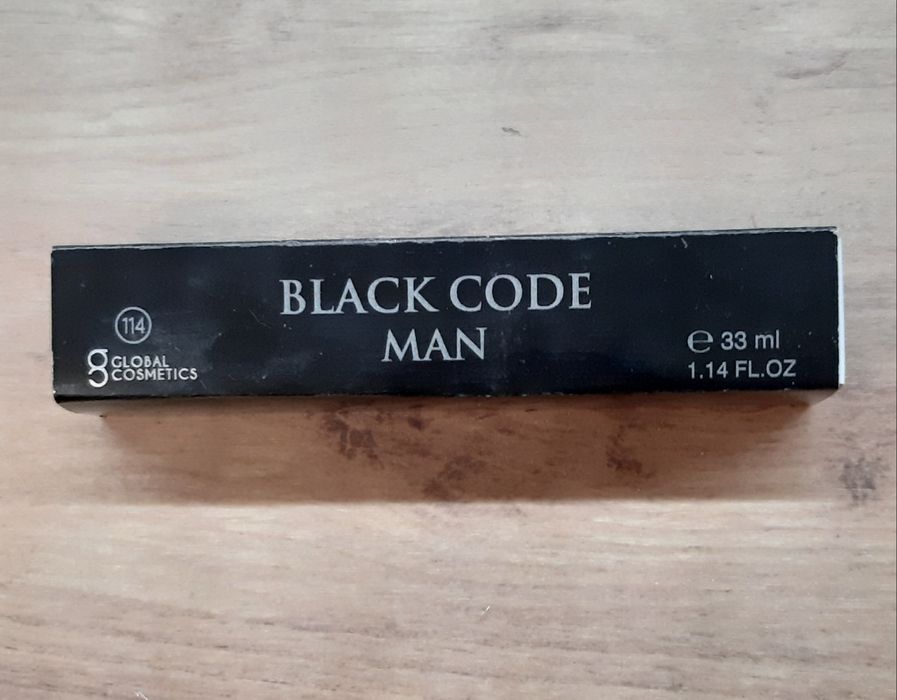 BLACK CODE
MAN
114
GLOBAL
COSMETICS
℮ 33 ml
1.14 FL.OZ